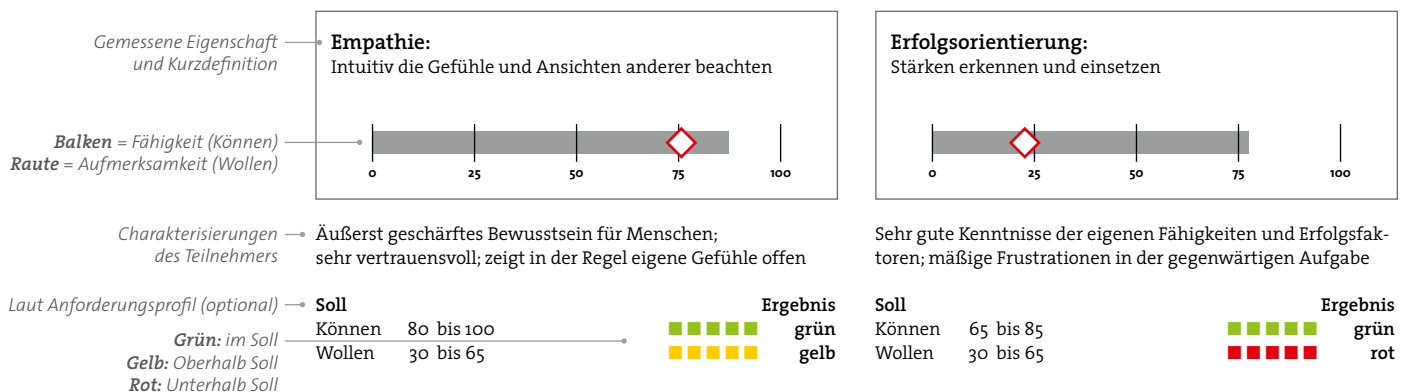 Gemessene Eigenschaft
und Kurzdefinition
Empathie:
Intuitiv die Gefühle und Ansichten anderer beachten
Erfolgsorientierung:
Stärken erkennen und einsetzen
Balken = Fähigkeit (Können)
Raute = Aufmerksamkeit (Wollen)
0 25 50 75 100
0 25 50 75 100
Charakterisierungen
des Teilnehmers
Äußerst geschärftes Bewusstsein für Menschen;
sehr vertrauensvoll; zeigt in der Regel eigene Gefühle offen
Sehr gute Kenntnisse der eigenen Fähigkeiten und Erfolgsfak-
toren; mäßige Frustrationen in der gegenwärtigen Aufgabe
Laut Anforderungsprofil (optional)
Grün: im Soll
Gelb: Oberhalb Soll
Rot: Unterhalb Soll
Soll Ergebnis
Können 80 bis 100 grün
Wollen 30 bis 65 gelb
Soll Ergebnis
Können 65 bis 85 grün
Wollen 30 bis 65 rot